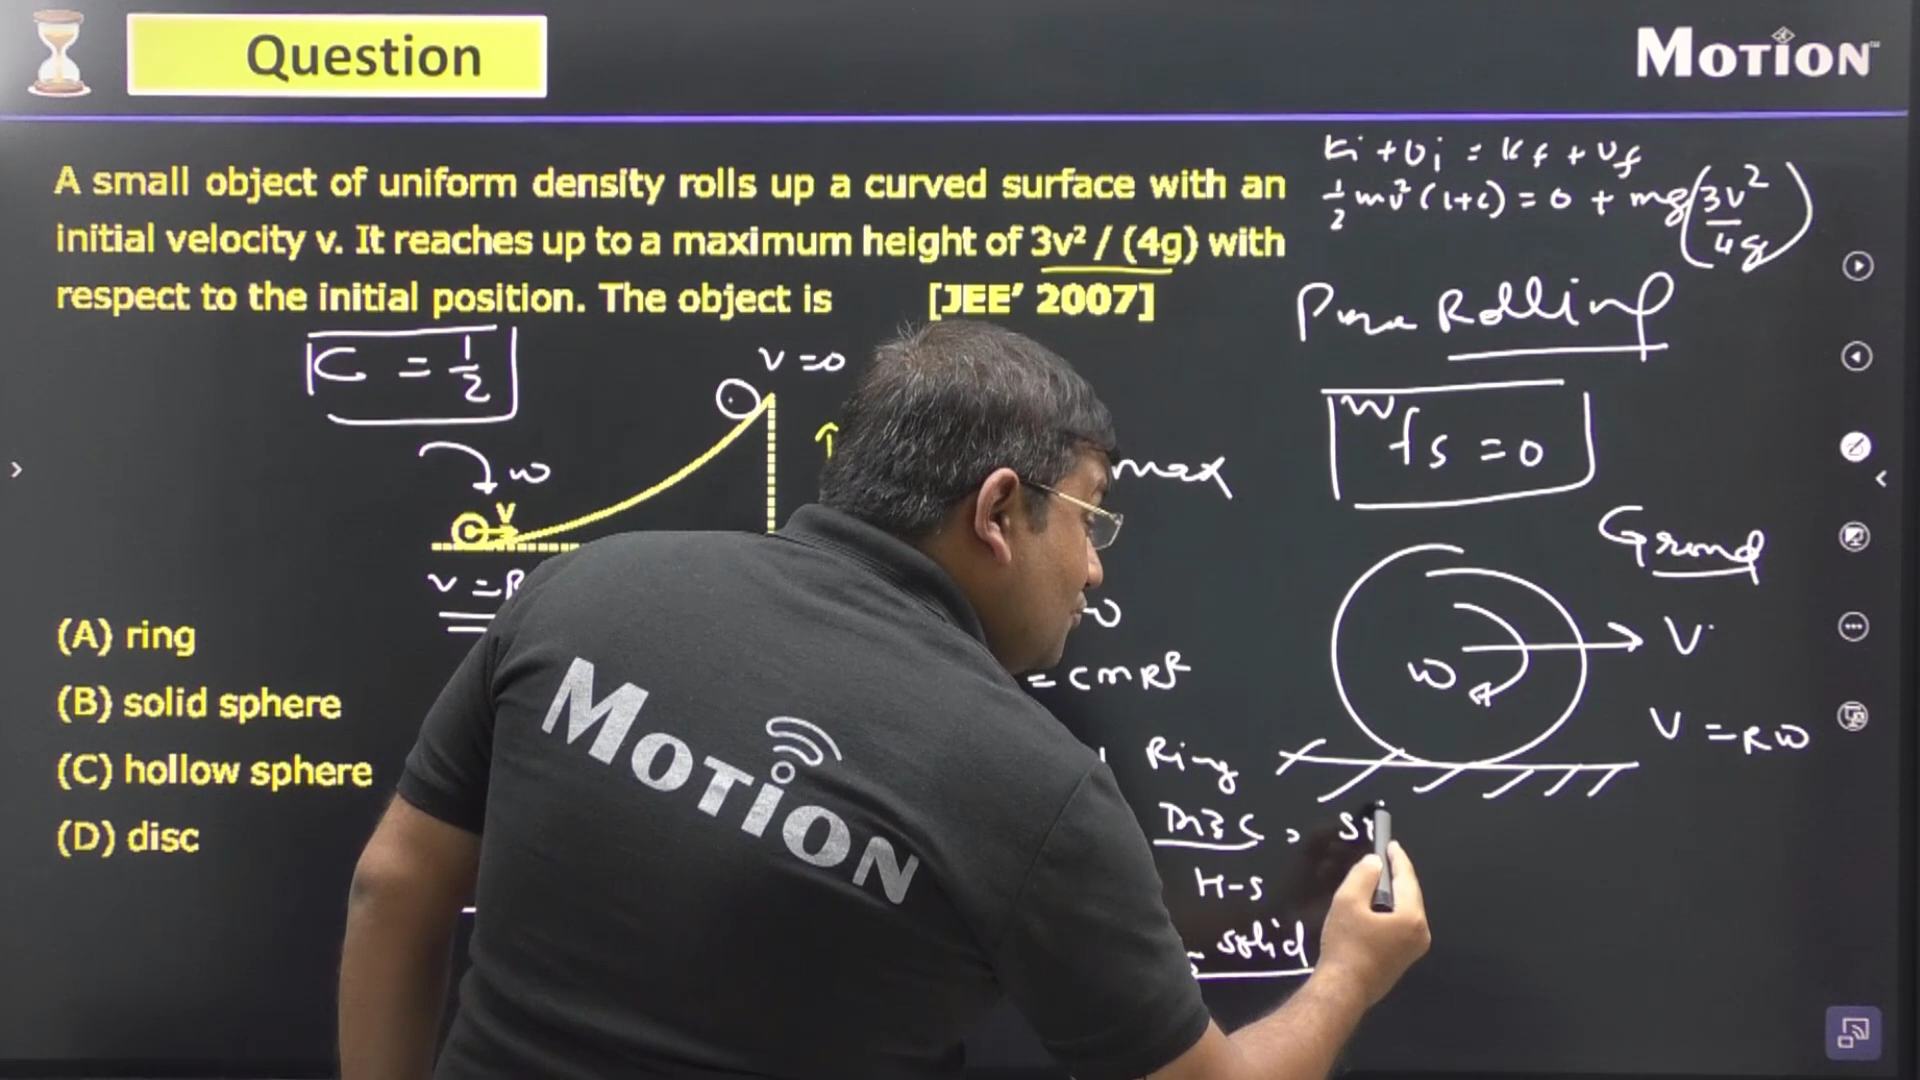 Question
MOTION
A small object of uniform density rolls up a curved surface with an
initial velocity v. It reaches up to a maximum height of 3v² / (4g) with
respect to the initial position. The object is [JEE' 2007]
Ki + Ui = Kf + Uf
½mv²(1+C) = 0 + mg(3v²/4g)
Pure Rolling
Wfs = 0
C = 1/2
v = 0
ω
v
max
v =
= CMR²
Ground
V
ω
V = Rω
(A) ring
(B) solid sphere
(C) hollow sphere
(D) disc
Ring
Disc,
H-S
solid
MOTION